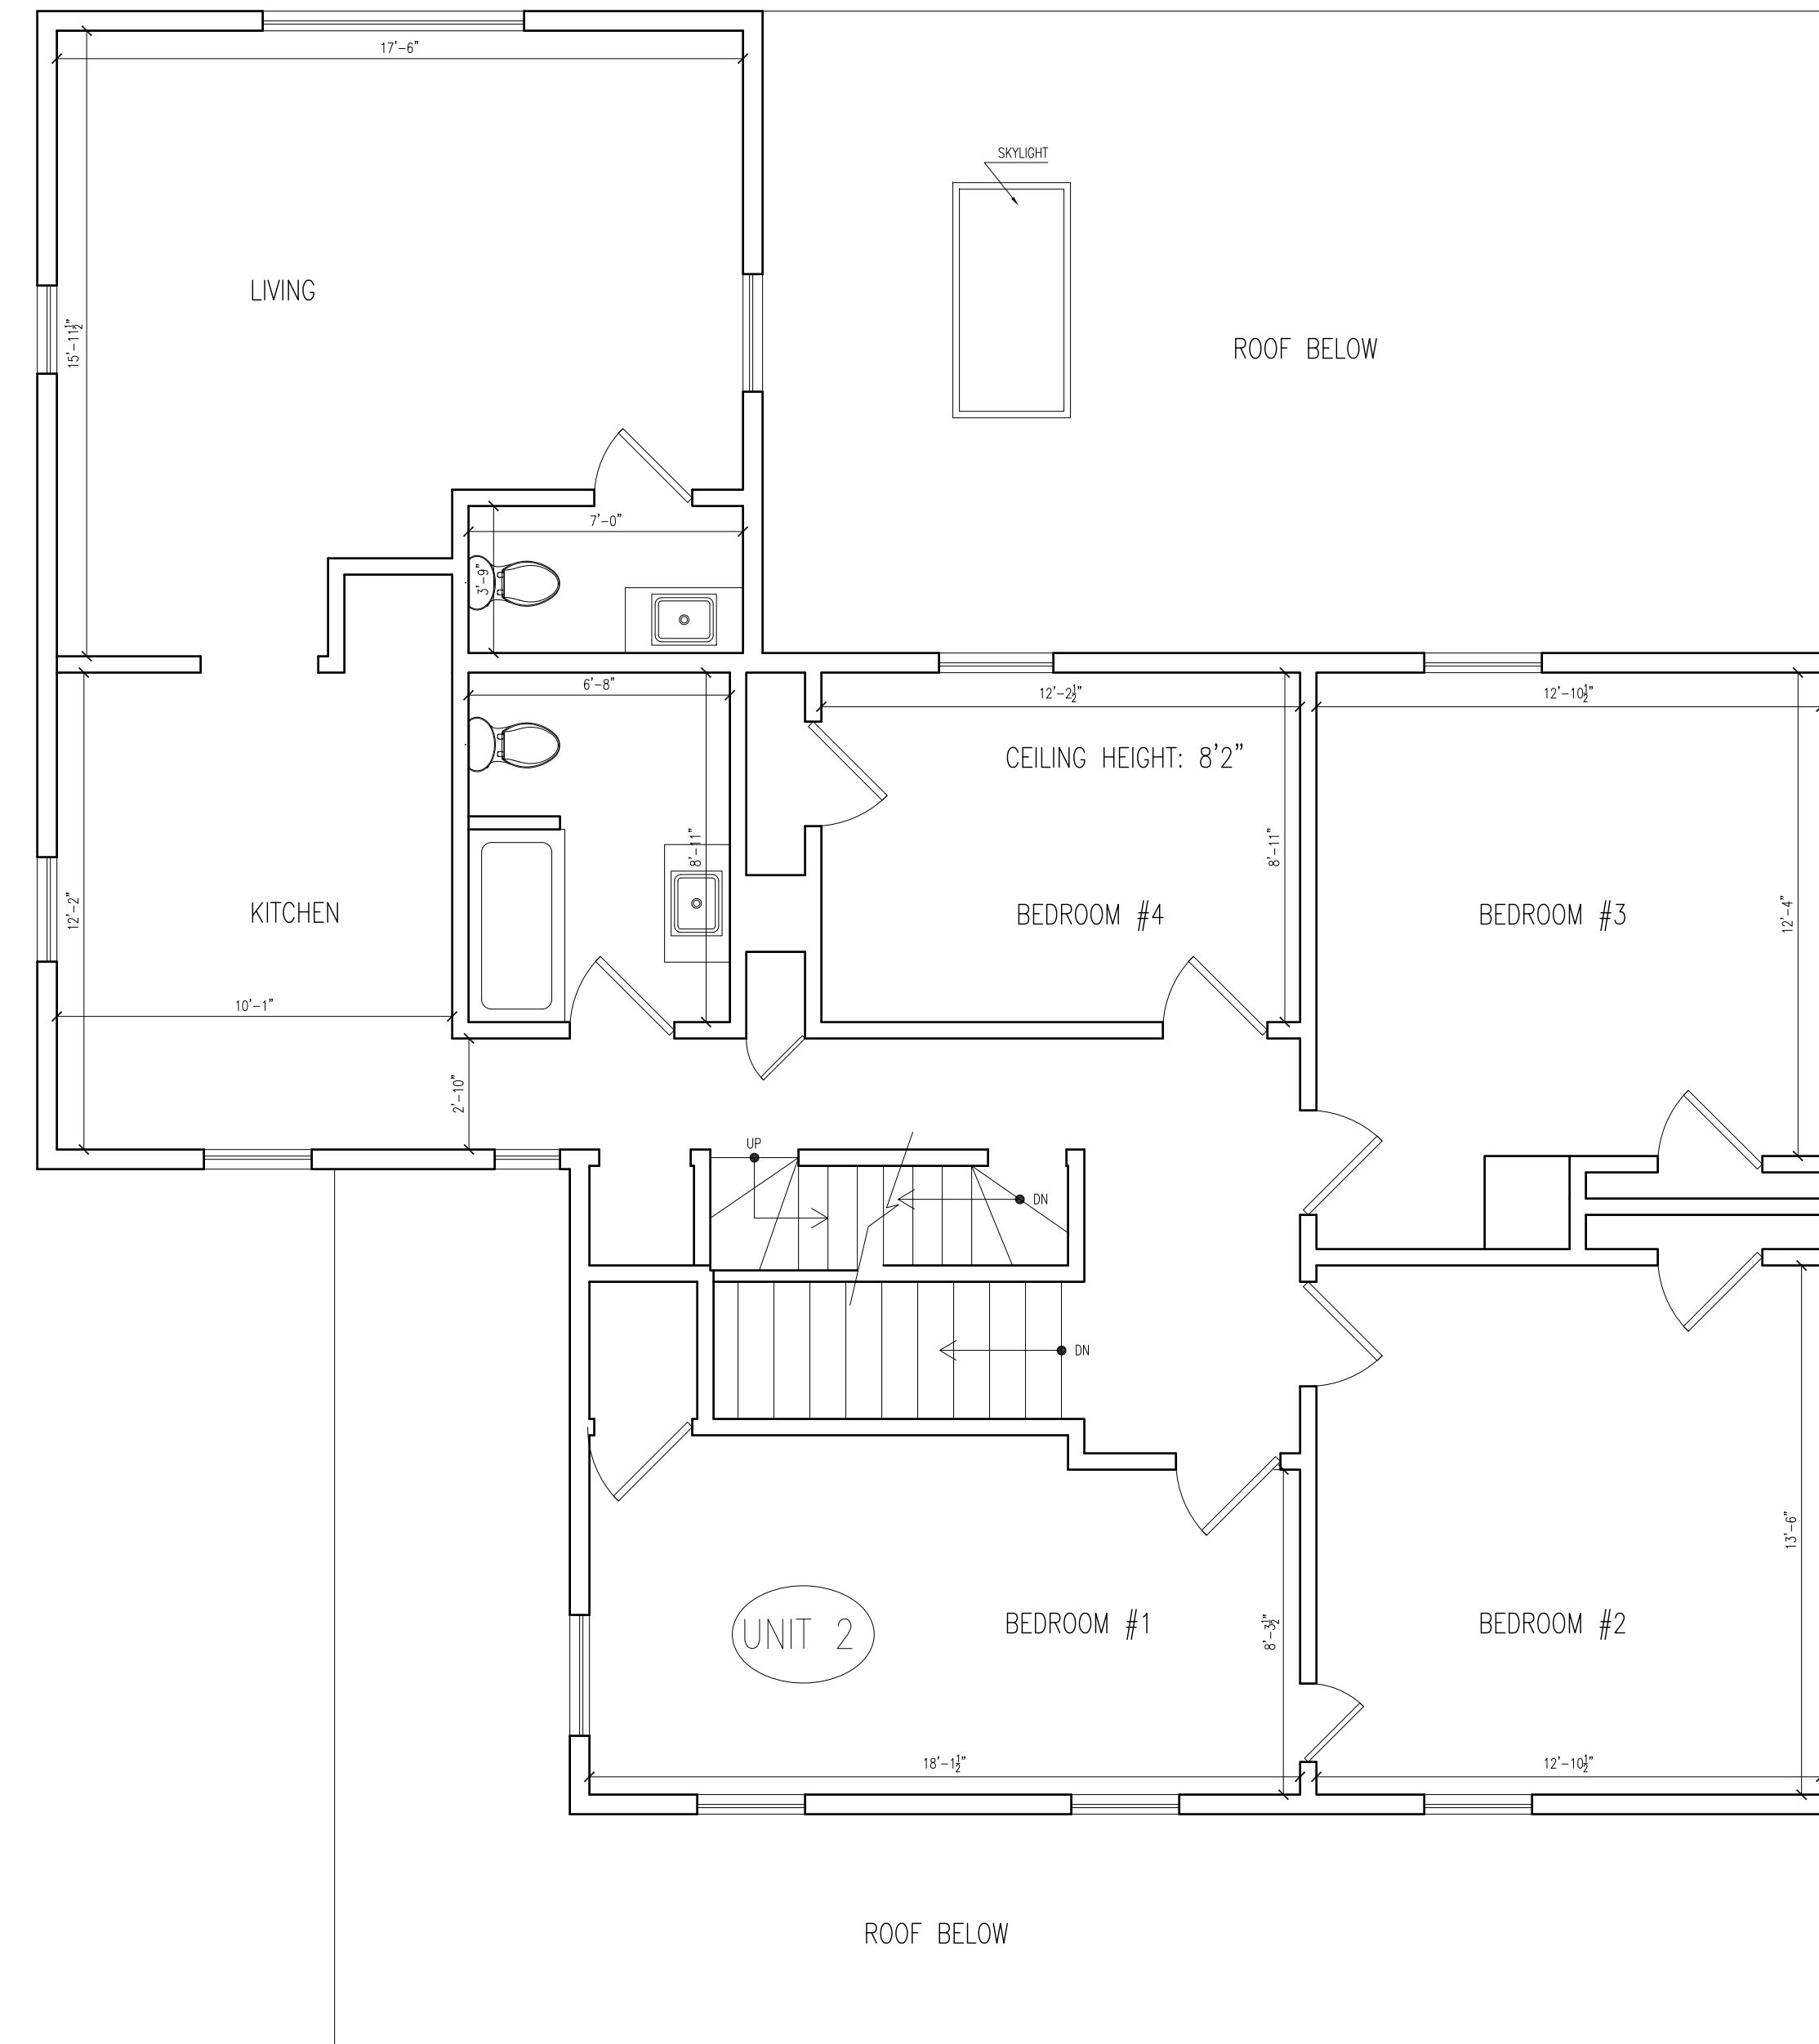 17'-6"
SKYLIGHT
LIVING
15'-11½"
ROOF BELOW
7'-0"
3'-9"
6'-8"
12'-2½"
12'-10½"
CEILING HEIGHT: 8'2"
8'-11"
8'-11"
KITCHEN
12'-2"
BEDROOM #4
BEDROOM #3
12'-4"
10'-1"
2'-10"
UP
DN
DN
13'-6"
UNIT 2
BEDROOM #1
8'-3½"
BEDROOM #2
18'-1½"
12'-10½"
ROOF BELOW